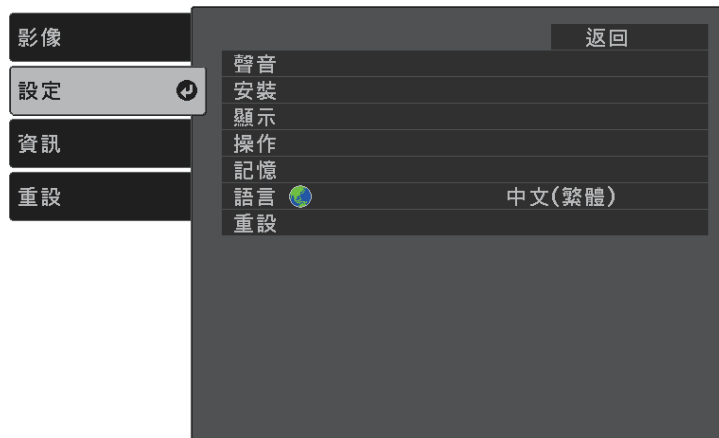 影像
設定
資訊
重設
返回
聲音
安裝
顯示
操作
記憶
語言 中文(繁體)
重設